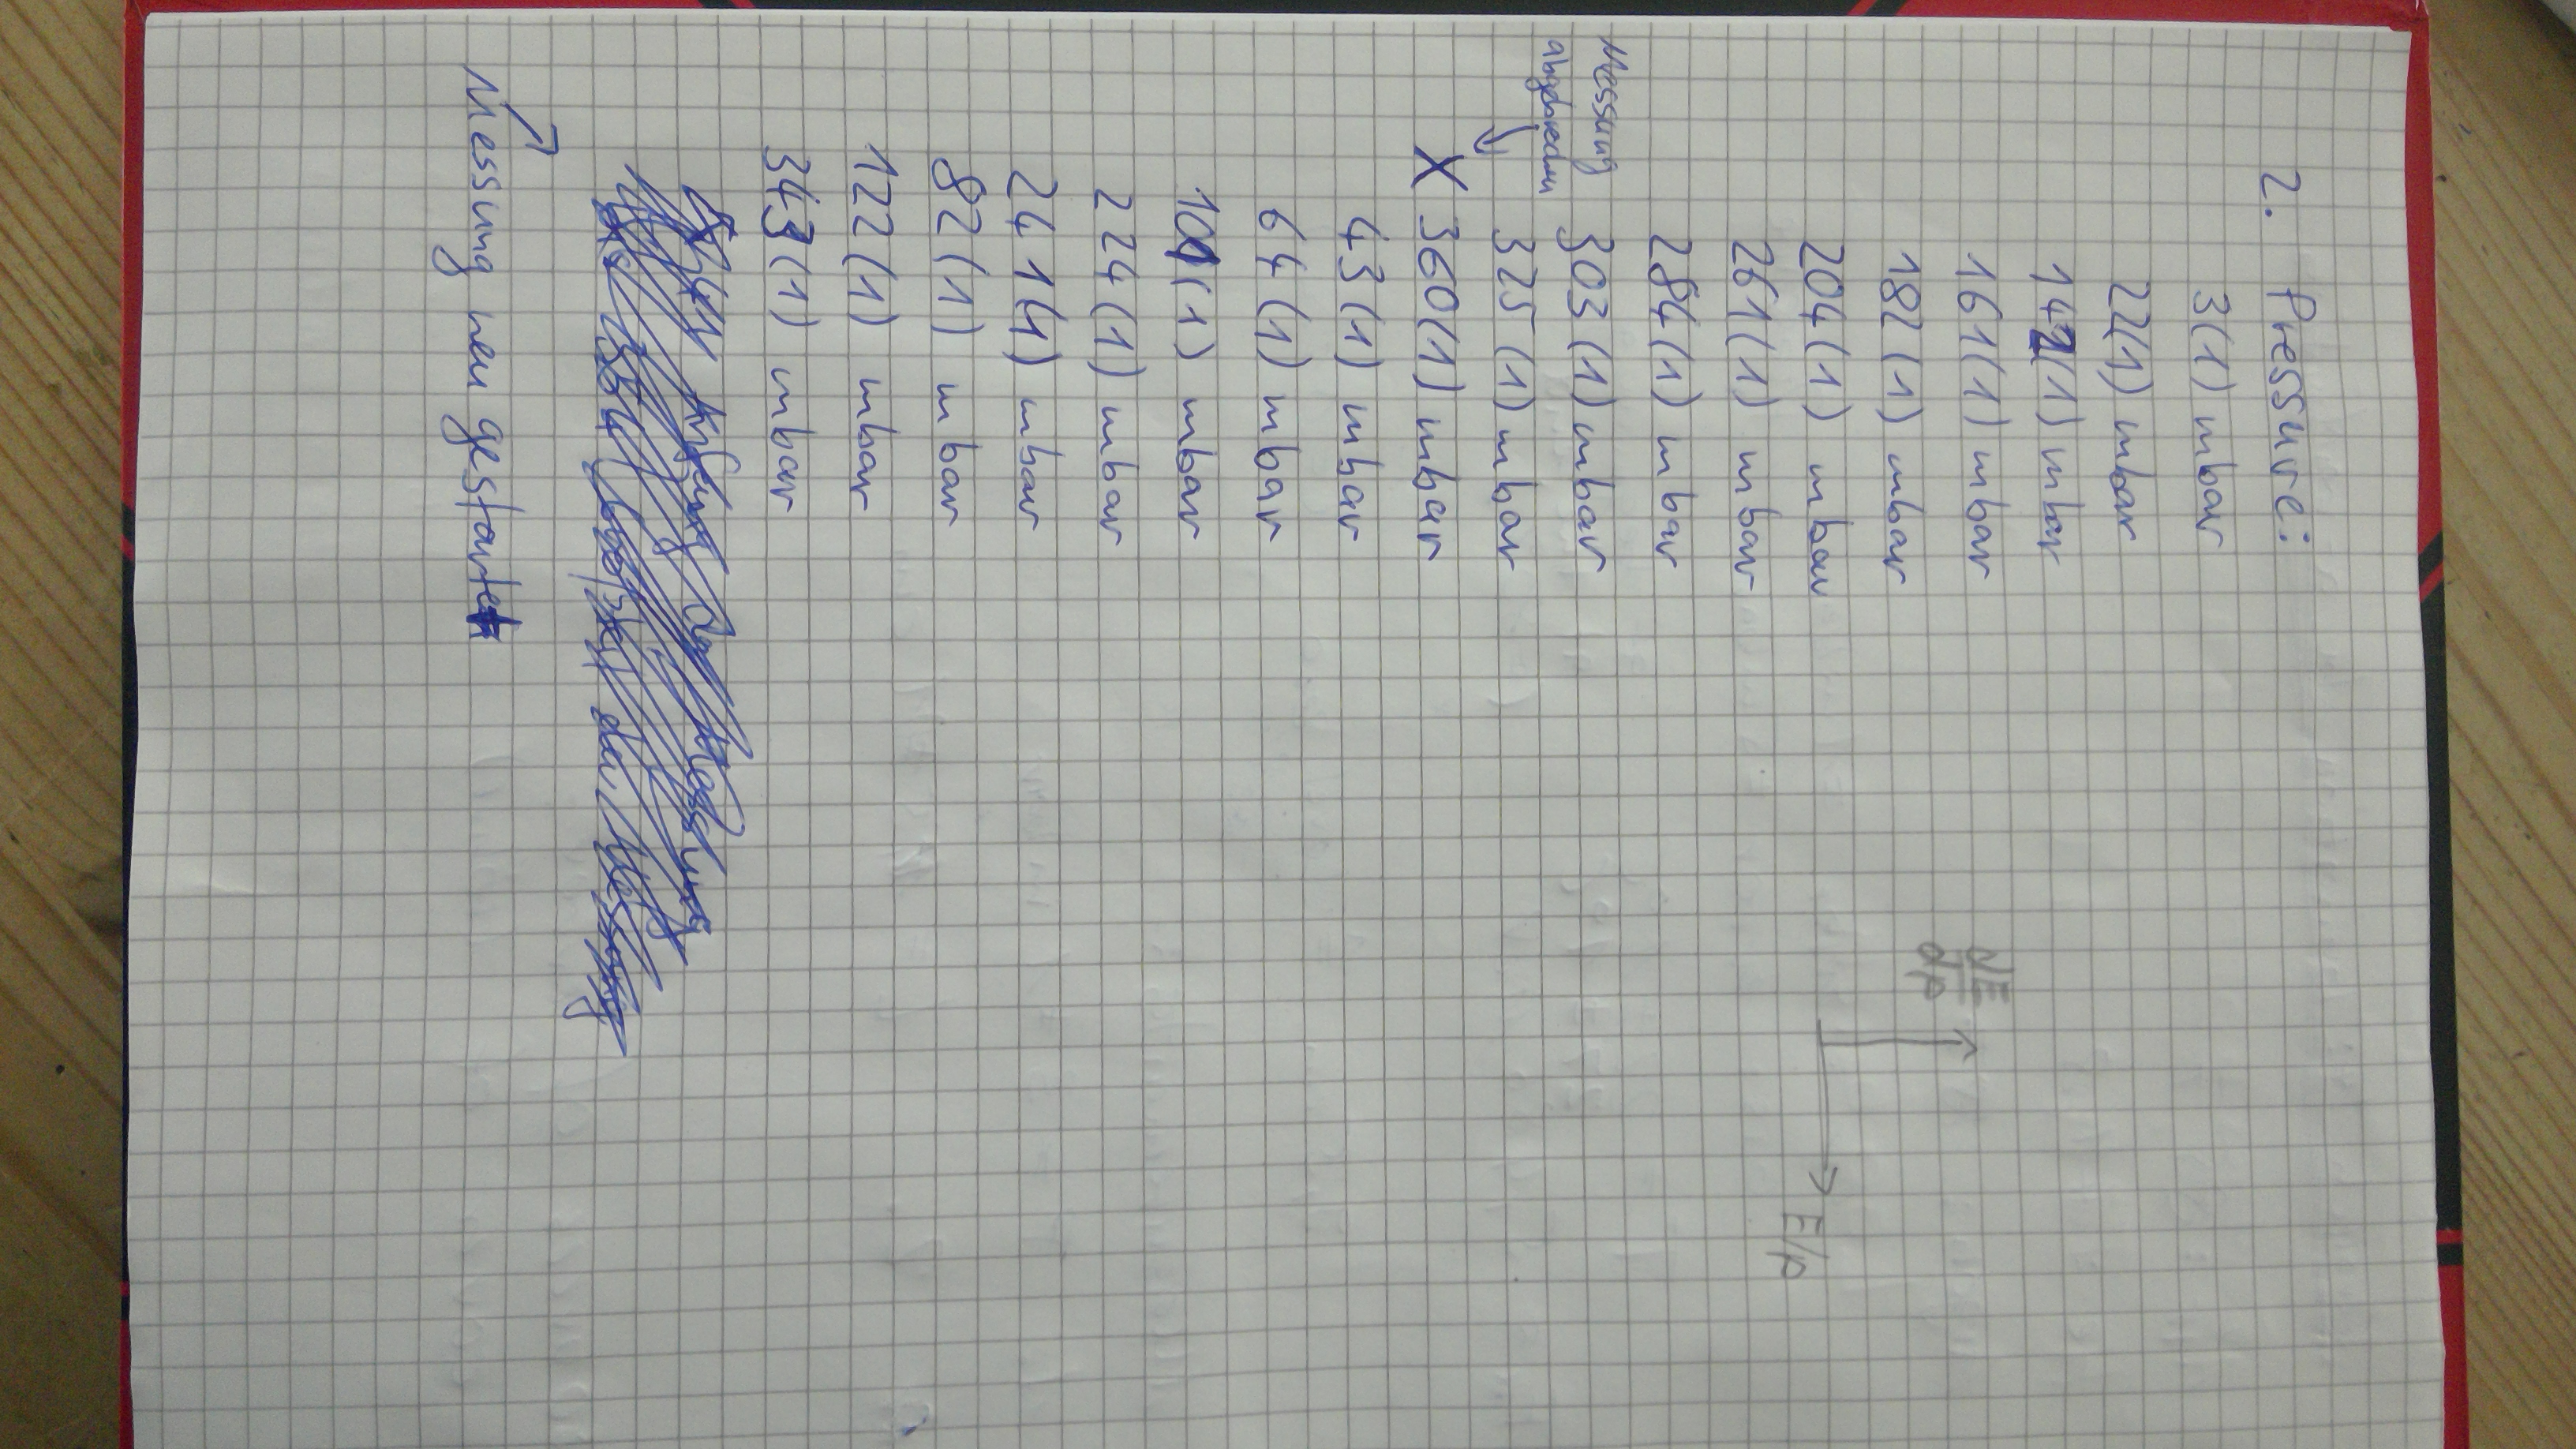 2. Pressure:
3(1) mbar
22(1) mbar
142(1) mbar
161(1) mbar
182(1) mbar
204(1) mbar
261(1) mbar
284(1) mbar
303(1) mbar
Messung
abgebrochen
325(1) mbar
X 360(1) mbar
43(1) mbar
64(1) mbar
101(1) mbar
224(1) mbar
241(1) mbar
82(1) mbar
122(1) mbar
343(1) mbar
Messung neu gestartet
dE
dp
E/p